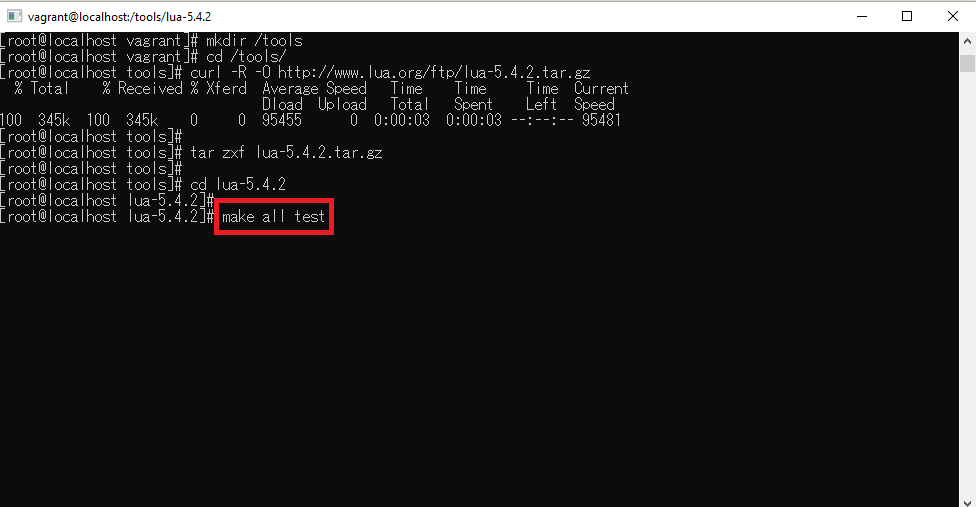 vagrant@localhost:/tools/lua-5.4.2
[root@localhost vagrant]# mkdir /tools
[root@localhost vagrant]# cd /tools/
[root@localhost tools]# curl -R -O http://www.lua.org/ftp/lua-5.4.2.tar.gz
% Total % Received % Xferd Average Speed Time Time Time Current
Dload Upload Total Spent Left Speed
100 345k 100 345k 0 0 95455 0 0:00:03 0:00:03 --:--:-- 95481
[root@localhost tools]#
[root@localhost tools]# tar zxf lua-5.4.2.tar.gz
[root@localhost tools]#
[root@localhost tools]# cd lua-5.4.2
[root@localhost lua-5.4.2]#
[root@localhost lua-5.4.2]# make all test